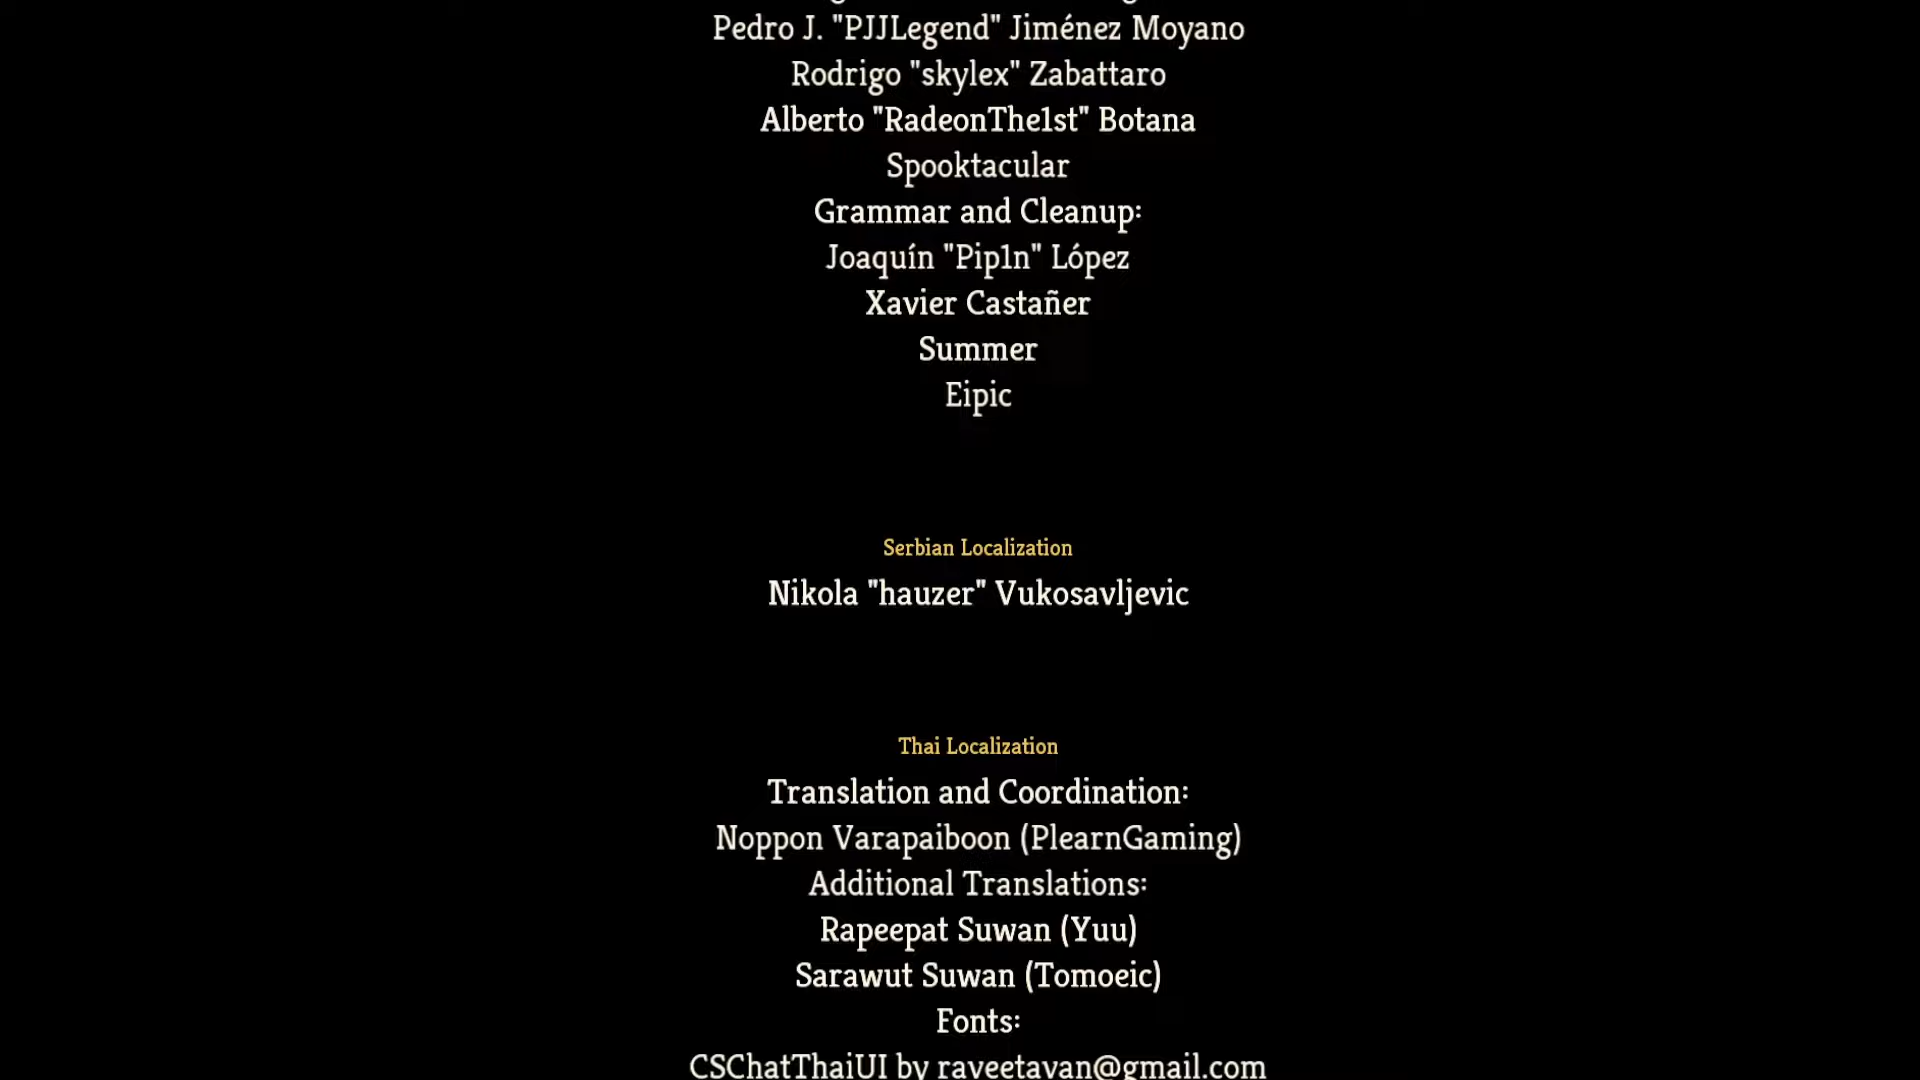 Pedro J. "PJJLegend" Jiménez Moyano
Rodrigo "skylex" Zabattaro
Alberto "RadeonThe1st" Botana
Spooktacular
Grammar and Cleanup:
Joaquín "Pip1n" López
Xavier Castañer
Summer
Eipic
Serbian Localization
Nikola "hauzer" Vukosavljevic
Thai Localization
Translation and Coordination:
Noppon Varapaiboon (PlearnGaming)
Additional Translations:
Rapeepat Suwan (Yuu)
Sarawut Suwan (Tomoeic)
Fonts:
CSChatThaiUI by raveetavan@gmail.com